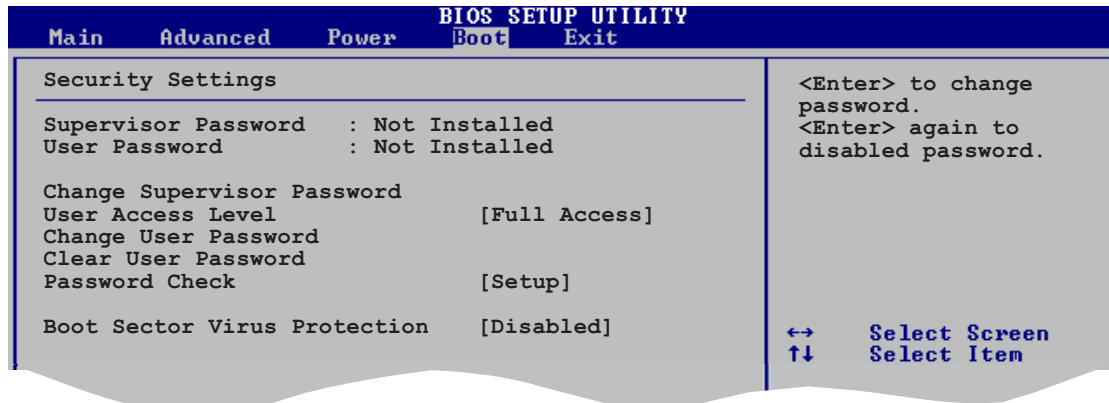 BIOS SETUP UTILITY
Main Advanced Power Boot Exit
Security Settings
Supervisor Password : Not Installed
User Password : Not Installed
Change Supervisor Password
User Access Level [Full Access]
Change User Password
Clear User Password
Password Check [Setup]
Boot Sector Virus Protection [Disabled]
<Enter> to change
password.
<Enter> again to
disabled password.
←→ Select Screen
↑↓ Select Item